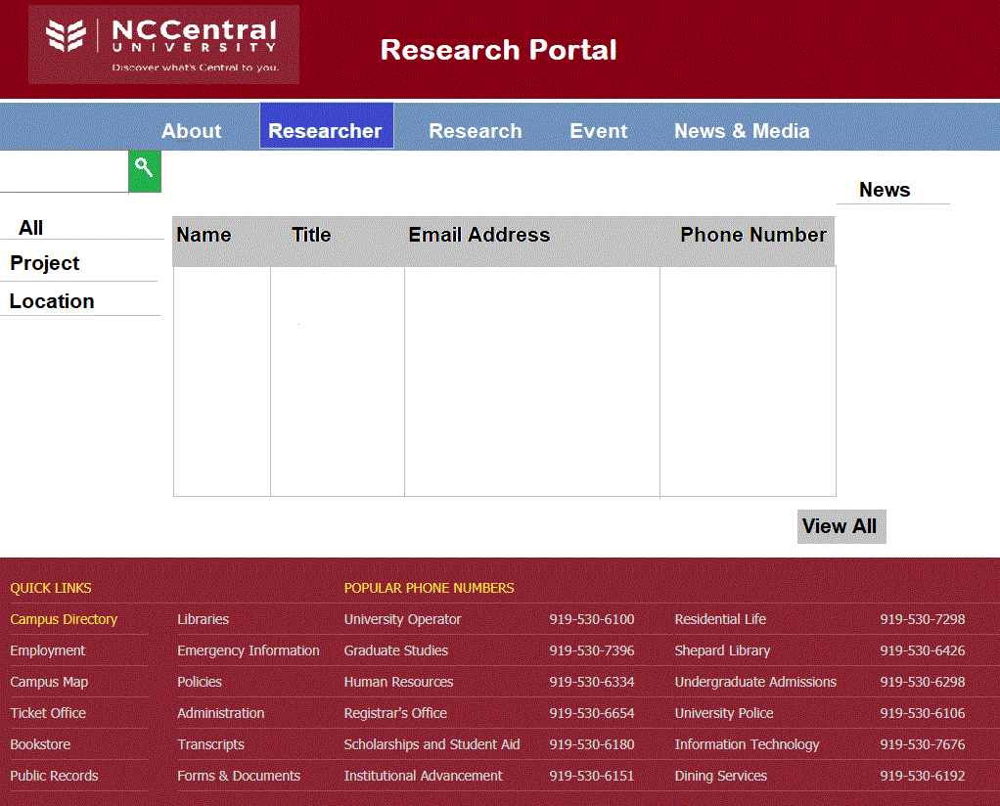 NCCentral
UNIVERSITY
Discover what's Central to you.
Research Portal
About Researcher Research Event News & Media
News
All
Project
Location
Name Title Email Address Phone Number
View All
QUICK LINKS POPULAR PHONE NUMBERS
Campus Directory Libraries University Operator 919-530-6100 Residential Life 919-530-7298
Employment Emergency Information Graduate Studies 919-530-7396 Shepard Library 919-530-6426
Campus Map Policies Human Resources 919-530-6334 Undergraduate Admissions 919-530-6298
Ticket Office Administration Registrar's Office 919-530-6654 University Police 919-530-6106
Bookstore Transcripts Scholarships and Student Aid 919-530-6180 Information Technology 919-530-7676
Public Records Forms & Documents Institutional Advancement 919-530-6151 Dining Services 919-530-6192